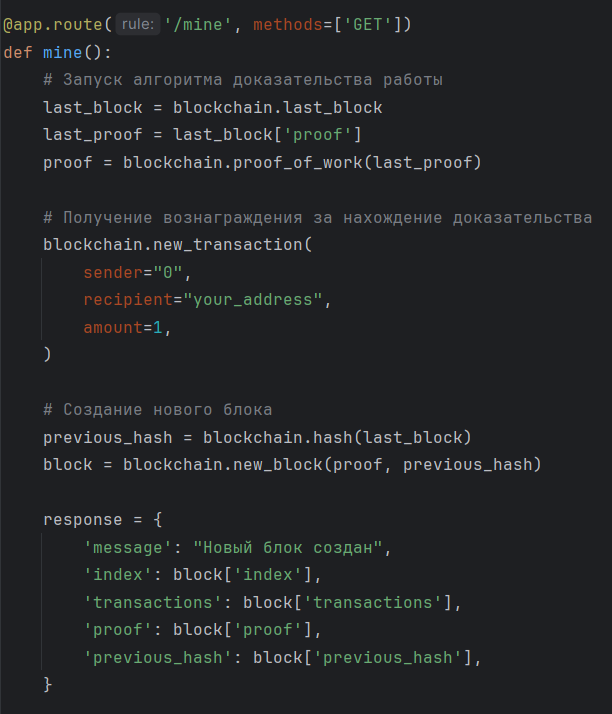 @app.route( rule: '/mine', methods=['GET'])
def mine():
    # Запуск алгоритма доказательства работы
    last_block = blockchain.last_block
    last_proof = last_block['proof']
    proof = blockchain.proof_of_work(last_proof)

    # Получение вознаграждения за нахождение доказательства
    blockchain.new_transaction(
        sender="0",
        recipient="your_address",
        amount=1,
    )

    # Создание нового блока
    previous_hash = blockchain.hash(last_block)
    block = blockchain.new_block(proof, previous_hash)

    response = {
        'message': "Новый блок создан",
        'index': block['index'],
        'transactions': block['transactions'],
        'proof': block['proof'],
        'previous_hash': block['previous_hash'],
    }